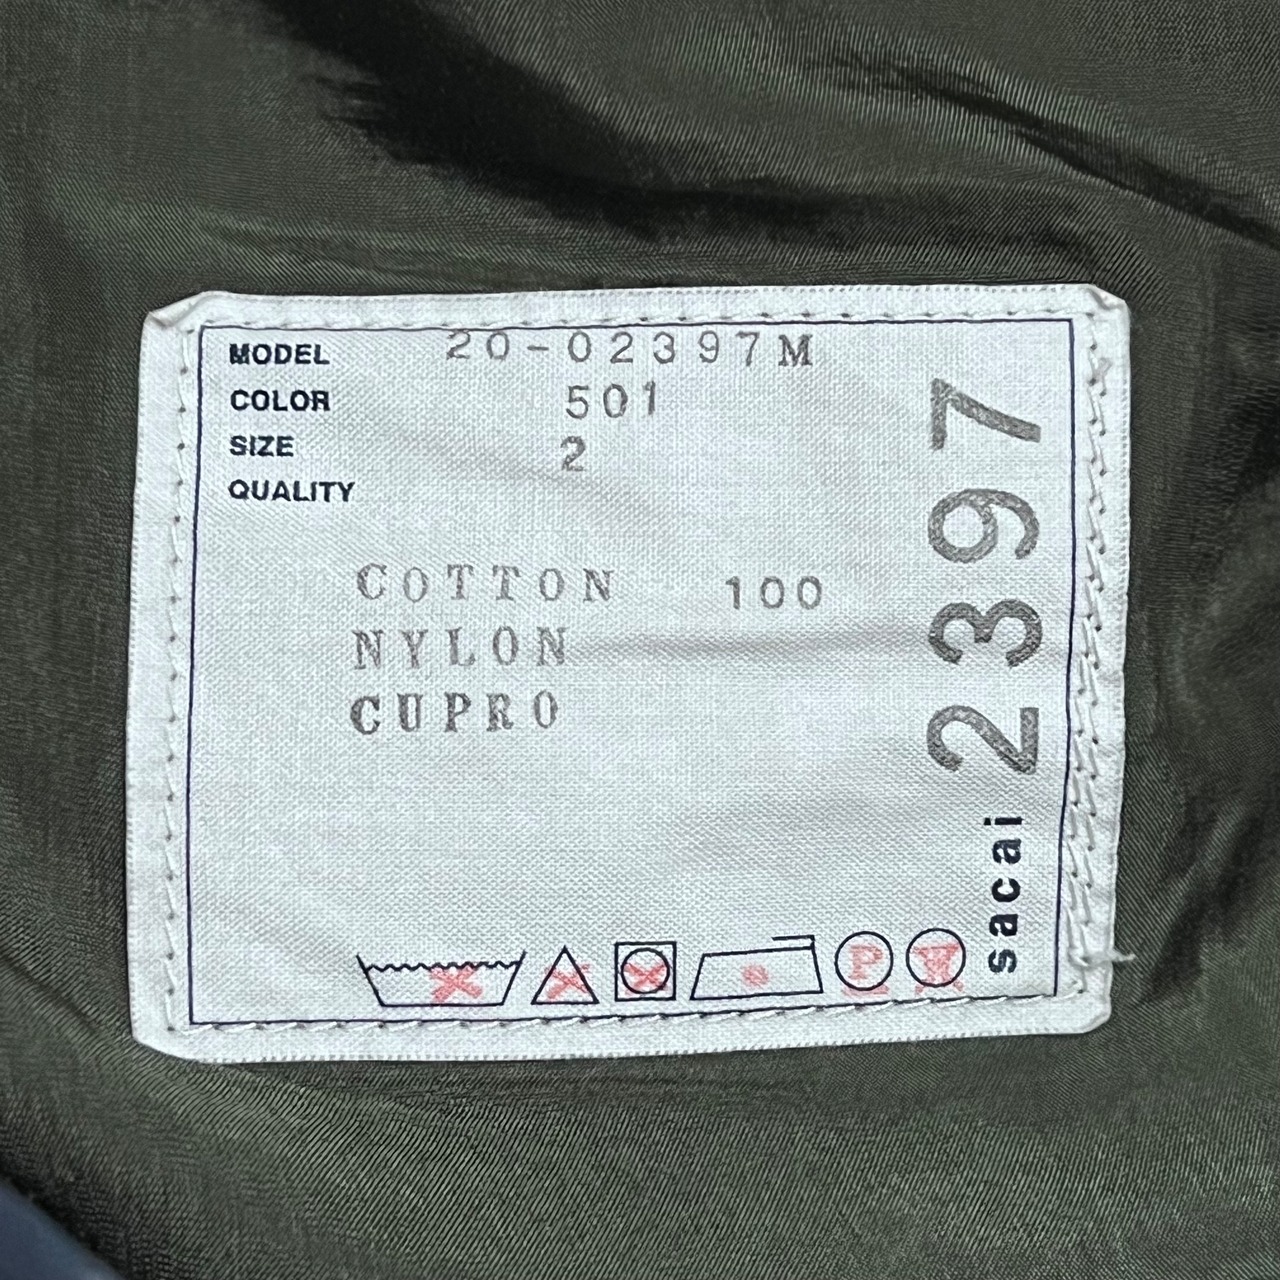 MODEL 20-02397M
COLOR 501
SIZE 2
QUALITY
COTTON 100
NYLON
CUPRO
sacai 2397
P
W